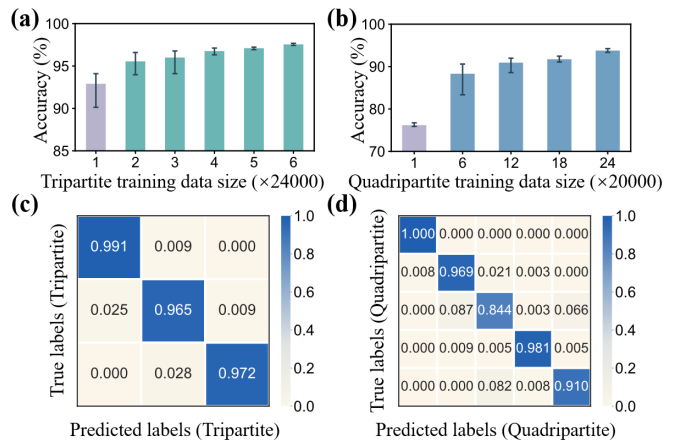 (a)
Accuracy (%)
100
95
90
85
1 2 3 4 5 6
Tripartite training data size (×24000)
(b)
Accuracy (%)
100
90
80
70
1 6 12 18 24
Quadripartite training data size (×20000)
(c)
True labels (Tripartite)
0.991 0.009 0.000
0.025 0.965 0.009
0.000 0.028 0.972
Predicted labels (Tripartite)
1.0
0.8
0.6
0.4
0.2
0.0
(d)
True labels (Quadripartite)
1.000 0.000 0.000 0.000 0.000
0.008 0.969 0.021 0.003 0.000
0.000 0.087 0.844 0.003 0.066
0.000 0.009 0.005 0.981 0.005
0.000 0.000 0.082 0.008 0.910
Predicted labels (Quadripartite)
1.0
0.8
0.6
0.4
0.2
0.0